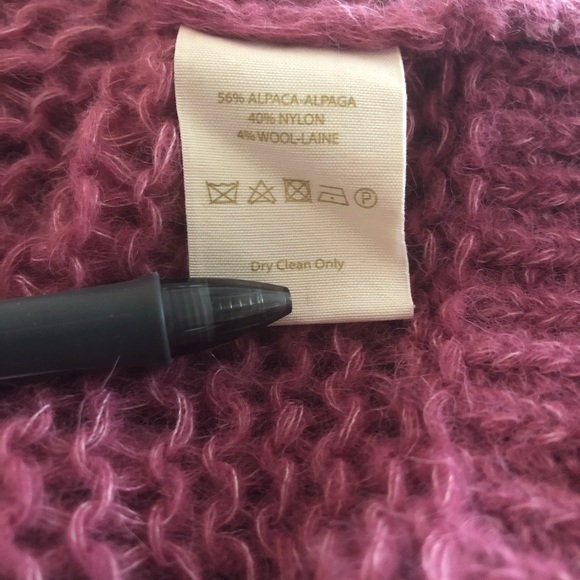 56% ALPACA-ALPAGA
40% NYLON
4% WOOL-LAINE
P
Dry Clean Only